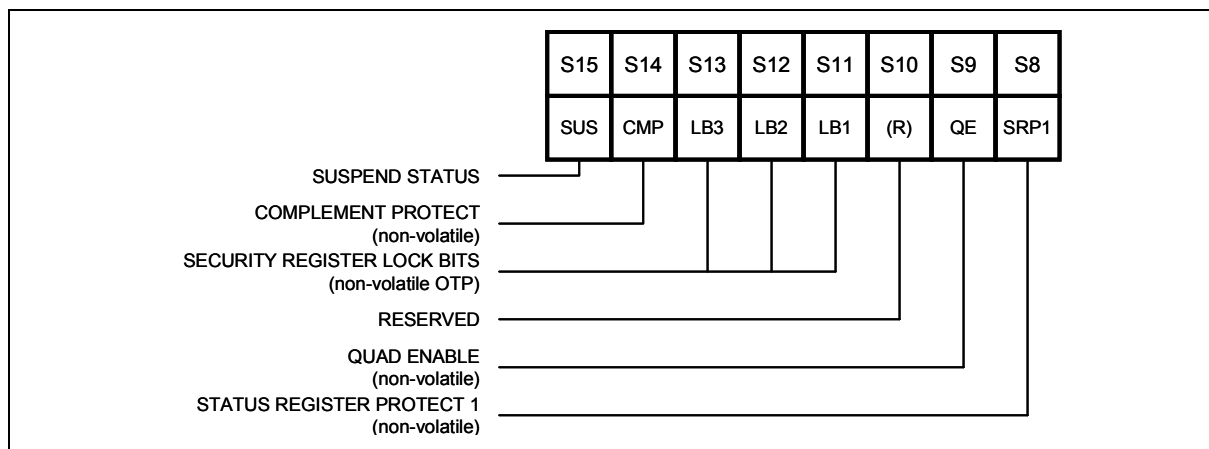 S15 S14 S13 S12 S11 S10 S9 S8
SUS CMP LB3 LB2 LB1 (R) QE SRP1
SUSPEND STATUS
COMPLEMENT PROTECT
(non-volatile)
SECURITY REGISTER LOCK BITS
(non-volatile OTP)
RESERVED
QUAD ENABLE
(non-volatile)
STATUS REGISTER PROTECT 1
(non-volatile)